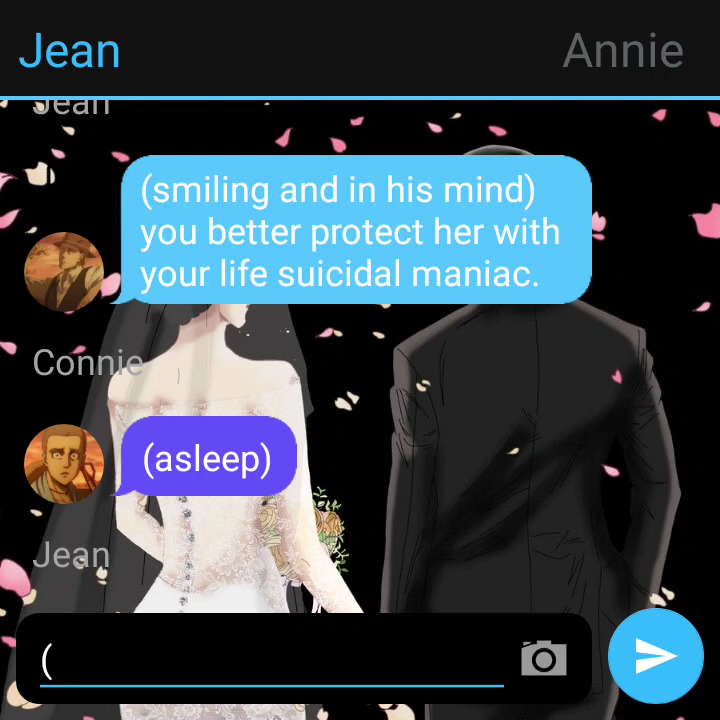 Jean
Annie
Jean
(smiling and in his mind)
you better protect her with
your life suicidal maniac.
Connie
(asleep)
Jean
(